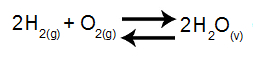 2H₂(g) + O₂(g) ⇌ 2H₂O(v)